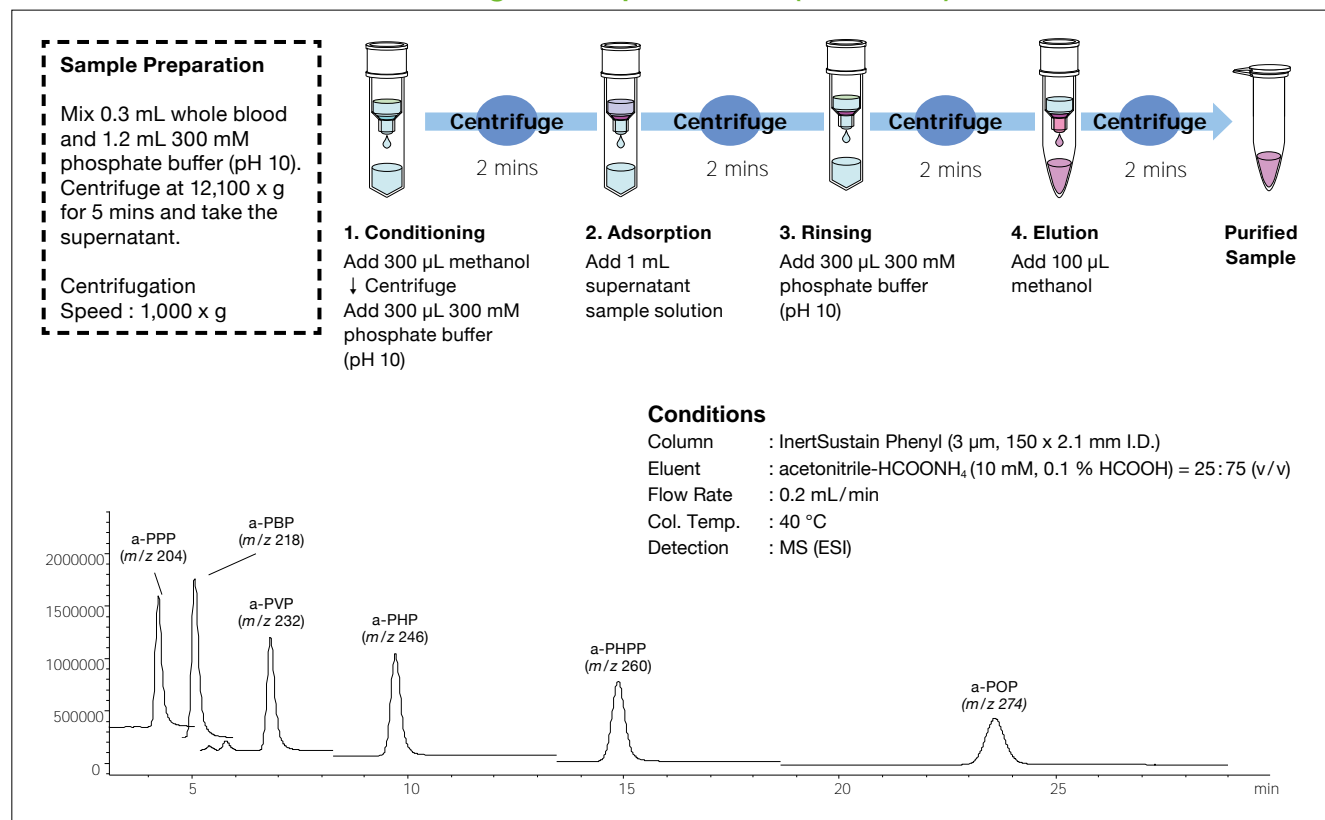 Sample Preparation
Mix 0.3 mL whole blood
and 1.2 mL 300 mM
phosphate buffer (pH 10).
Centrifuge at 12,100 x g
for 5 mins and take the
supernatant.
Centrifugation
Speed : 1,000 x g
Centrifuge
2 mins
Centrifuge
2 mins
Centrifuge
2 mins
Centrifuge
2 mins
1. Conditioning
Add 300 µL methanol
↓ Centrifuge
Add 300 µL 300 mM
phosphate buffer
(pH 10)
2. Adsorption
Add 1 mL
supernatant
sample solution
3. Rinsing
Add 300 µL 300 mM
phosphate buffer
(pH 10)
4. Elution
Add 100 µL
methanol
Purified
Sample
Conditions
Column : InertSustain Phenyl (3 µm, 150 x 2.1 mm I.D.)
Eluent : acetonitrile-HCOONH₄ (10 mM, 0.1 % HCOOH) = 25:75 (v/v)
Flow Rate : 0.2 mL/min
Col. Temp. : 40 °C
Detection : MS (ESI)
a-PPP
(m/z 204)
a-PBP
(m/z 218)
a-PVP
(m/z 232)
a-PHP
(m/z 246)
a-PHPP
(m/z 260)
a-POP
(m/z 274)
2000000
1500000
1000000
500000
0
5
10
15
20
25
min